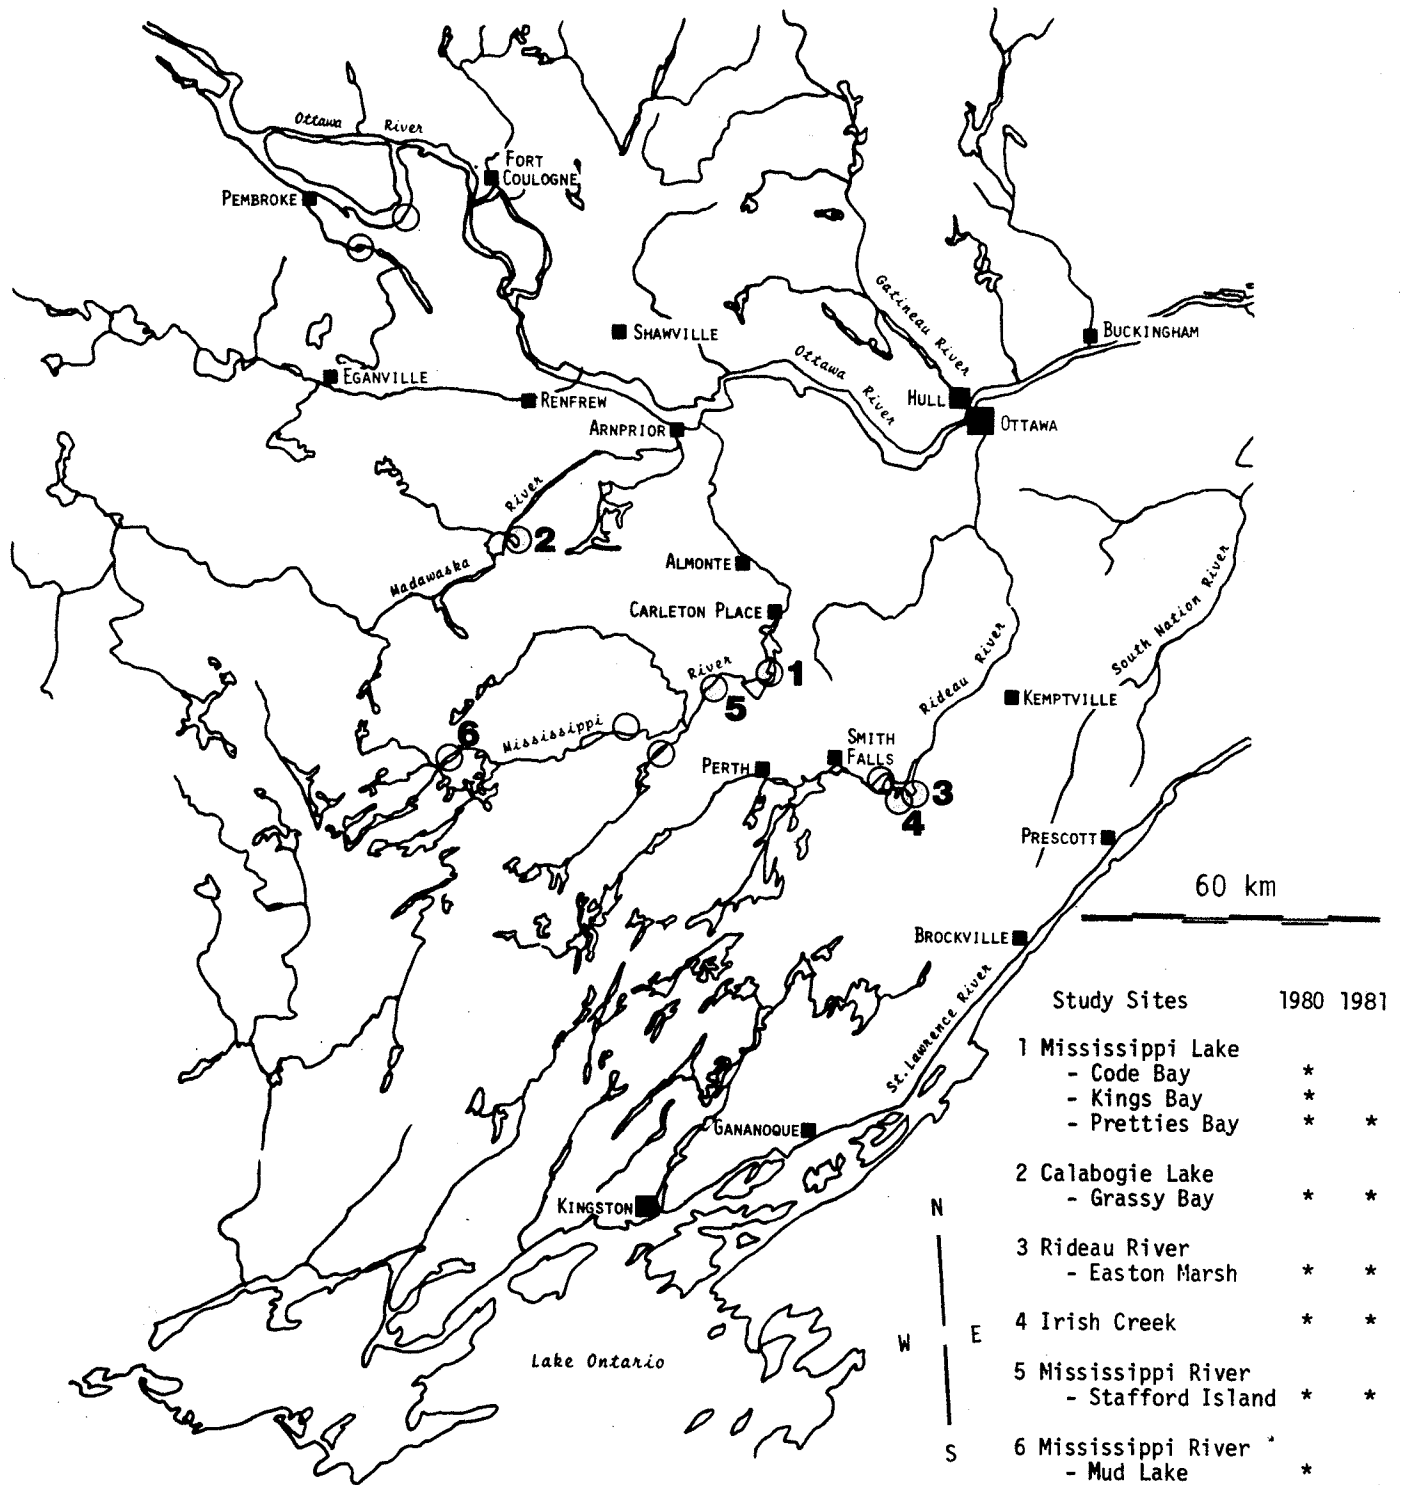 Ottawa River
FORT
COULOGNE
PEMBROKE
Gatineau River
SHAWVILLE
BUCKINGHAM
Ottawa River
EGANVILLE
RENFREW
HULL
ARNPRIOR
OTTAWA
River
2
ALMONTE
Madawaska
CARLETON PLACE
South Nation River
River
1
5
Rideau River
KEMPTVILLE
Mississippi
6
SMITH
FALLS
PERTH
3
4
PRESCOTT
60 km
BROCKVILLE
St. Lawrence River
GANANOQUE
KINGSTON
Lake Ontario
N
W E
S
Study Sites 1980 1981
1 Mississippi Lake
- Code Bay *
- Kings Bay *
- Pretties Bay * *
2 Calabogie Lake
- Grassy Bay * *
3 Rideau River
- Easton Marsh * *
4 Irish Creek * *
5 Mississippi River
- Stafford Island * *
6 Mississippi River
- Mud Lake *